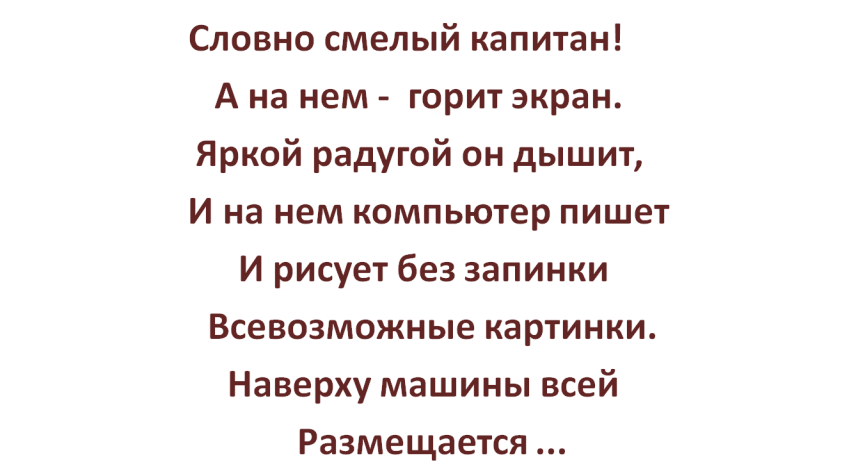 Словно смелый капитан!
А на нем - горит экран.
Яркой радугой он дышит,
И на нем компьютер пишет
И рисует без запинки
Всевозможные картинки.
Наверху машины всей
Размещается ...